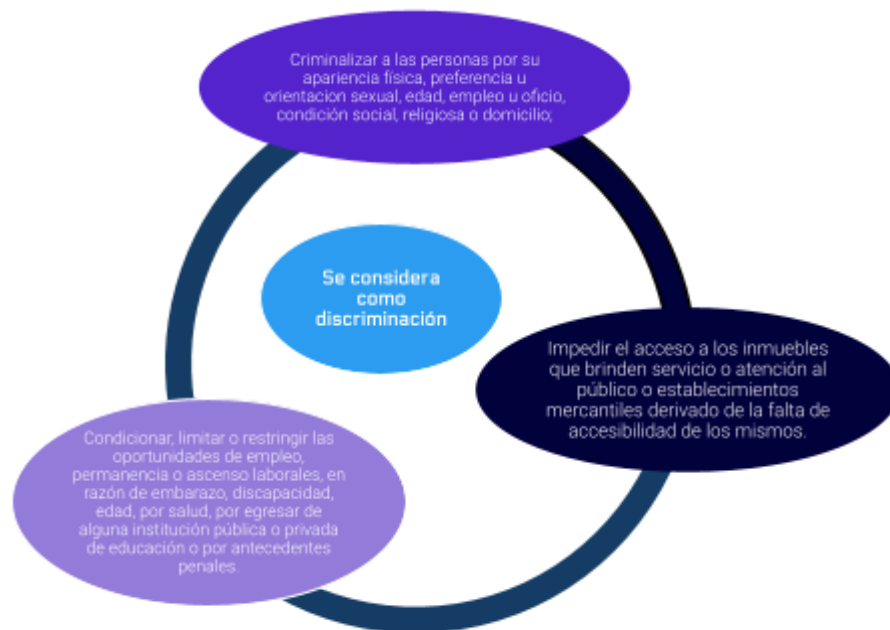 Criminalizar a las personas por su
apariencia física, preferencia u
orientacion sexual, edad, empleo u oficio,
condición social, religiosa o domicilio;
Se considera
como
discriminación
Impedir el acceso a los inmuebles
que brinden servicio o atención al
público o establecimientos
mercantiles derivado de la falta de
accesibilidad de los mismos.
Condicionar, limitar o restringir las
oportunidades de empleo,
permanencia o ascenso laborales, en
razón de embarazo, discapacidad,
edad, por salud, por egresar de
alguna institución pública o privada
de educación o por antecedentes
penales.